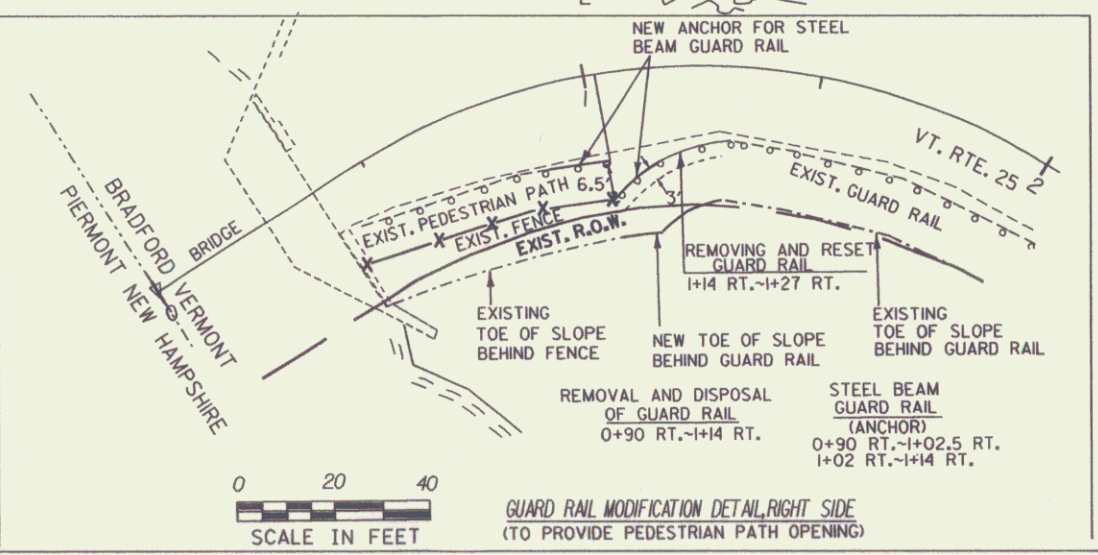 NEW ANCHOR FOR STEEL
BEAM GUARD RAIL
VT. RTE. 25
1
2
EXIST. GUARD RAIL
EXIST. PEDESTRIAN PATH 6.5'
3'
EXIST. FENCE
EXIST. R.O.W.
BRIDGE
BRADFORD VERMONT
PIERMONT NEW HAMPSHIRE
REMOVING AND RESET
GUARD RAIL
1+14 RT.~1+27 RT.
EXISTING
TOE OF SLOPE
BEHIND FENCE
NEW TOE OF SLOPE
BEHIND GUARD RAIL
EXISTING
TOE OF SLOPE
BEHIND GUARD RAIL
REMOVAL AND DISPOSAL
OF GUARD RAIL
0+90 RT.~1+14 RT.
STEEL BEAM
GUARD RAIL
(ANCHOR)
0+90 RT.~1+02.5 RT.
1+02 RT.~1+14 RT.
0 20 40
SCALE IN FEET
GUARD RAIL MODIFICATION DETAIL,RIGHT SIDE
(TO PROVIDE PEDESTRIAN PATH OPENING)